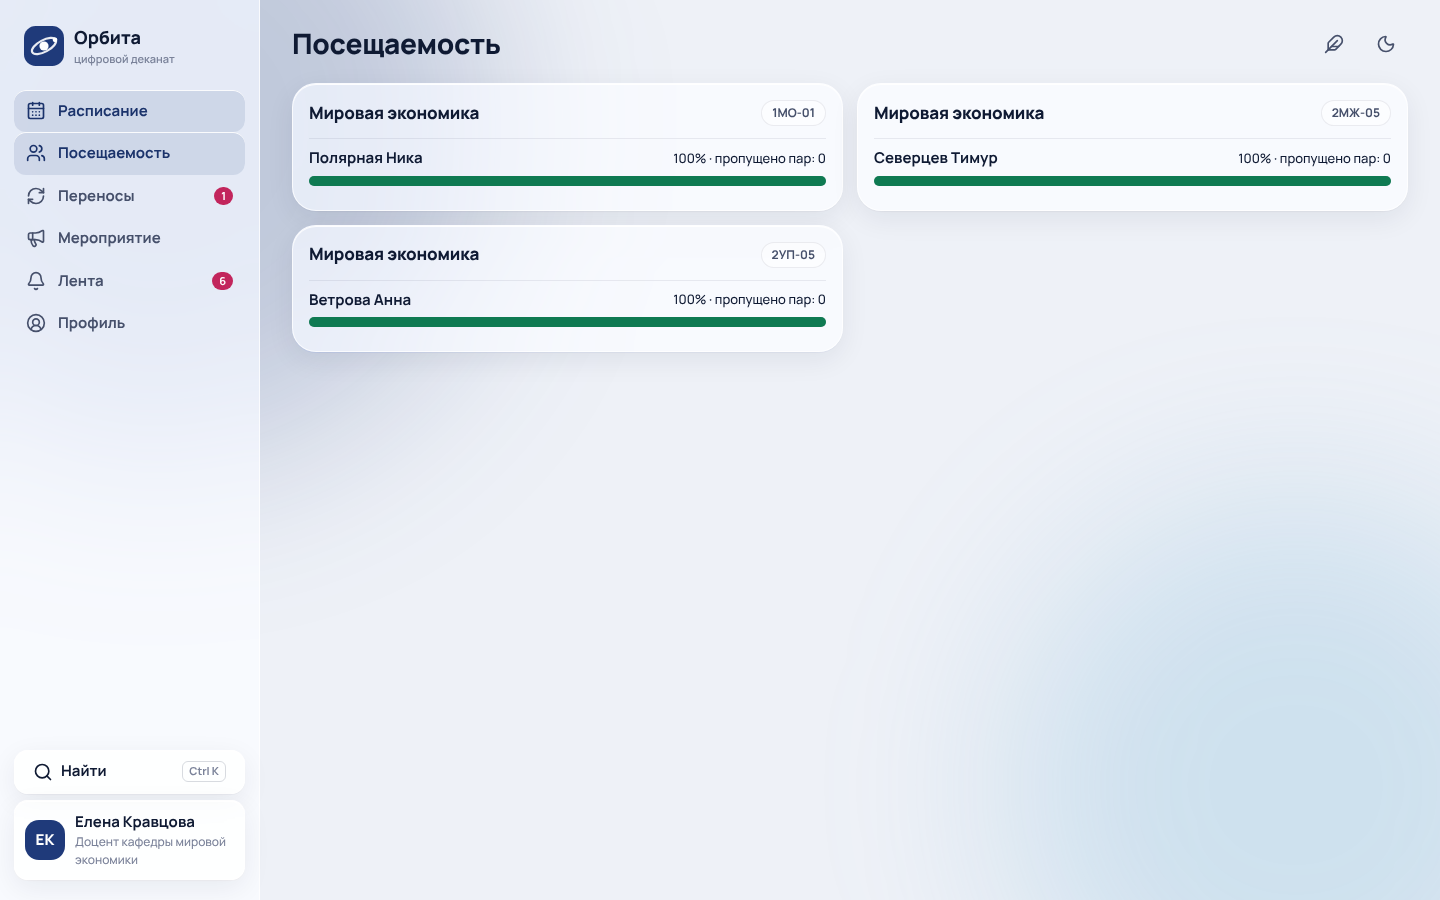 Орбита
цифровой деканат
Расписание
Посещаемость
Переносы 1
Мероприятие
Лента 6
Профиль
Найти Ctrl K
ЕК
Елена Кравцова
Доцент кафедры мировой
экономики
Посещаемость
Мировая экономика 1МО-01
Полярная Ника 100% · пропущено пар: 0
Мировая экономика 2МЖ-05
Северцев Тимур 100% · пропущено пар: 0
Мировая экономика 2УП-05
Ветрова Анна 100% · пропущено пар: 0